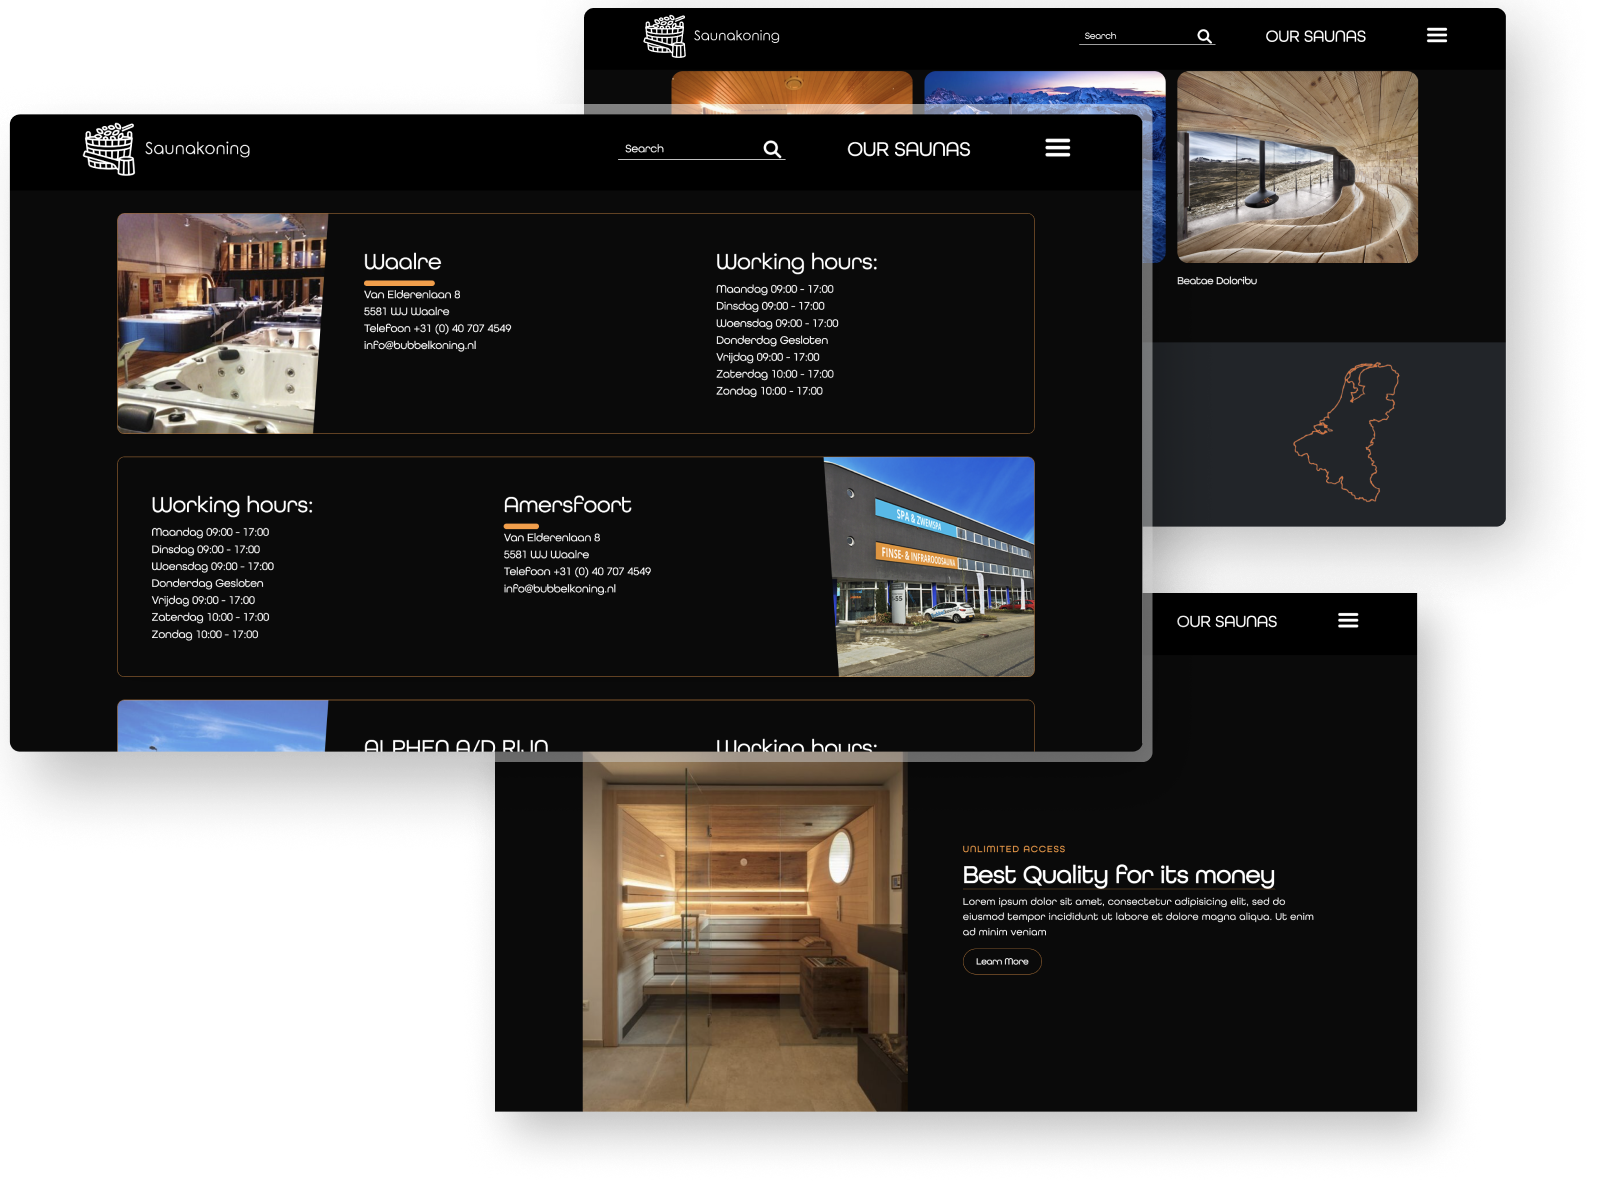 Saunakoning
Search
OUR SAUNAS
Beatae Doloribu
Saunakoning
Search
OUR SAUNAS
Waalre
Van Elderenlaan 8
5581 WJ Waalre
Telefoon +31 (0) 40 707 4549
info@bubbelkoning.nl
Working hours:
Maandag 09:00 - 17:00
Dinsdag 09:00 - 17:00
Woensdag 09:00 - 17:00
Donderdag Gesloten
Vrijdag 09:00 - 17:00
Zaterdag 10:00 - 17:00
Zondag 10:00 - 17:00
Working hours:
Maandag 09:00 - 17:00
Dinsdag 09:00 - 17:00
Woensdag 09:00 - 17:00
Donderdag Gesloten
Vrijdag 09:00 - 17:00
Zaterdag 10:00 - 17:00
Zondag 10:00 - 17:00
Amersfoort
Van Elderenlaan 8
5581 WJ Waalre
Telefoon +31 (0) 40 707 4549
info@bubbelkoning.nl
SPA & ZWEMSPA
FINSE- & INFRAROODSAUNA
ALPHEN A/D RIJN
Working hours:
OUR SAUNAS
UNLIMITED ACCESS
Best Quality for its money
Lorem ipsum dolor sit amet, consectetur adipisicing elit, sed do
eiusmod tempor incididunt ut labore et dolore magna aliqua. Ut enim
ad minim veniam
Learn More